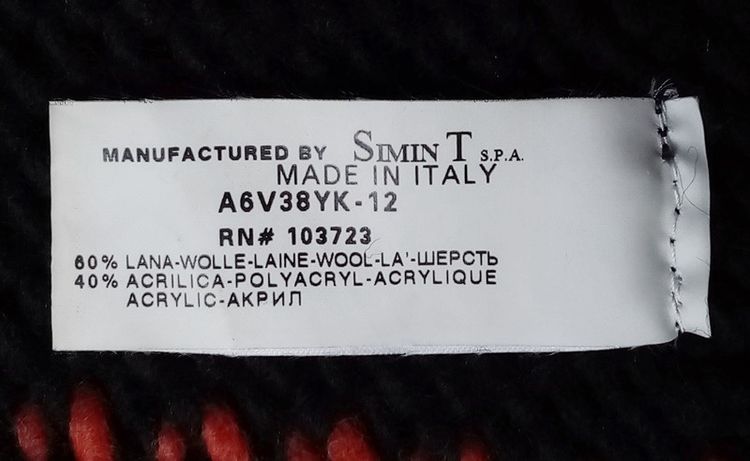 MANUFACTURED BY SIMIN T S.P.A.
MADE IN ITALY
A6V38YK-12
RN# 103723
60% LANA-WOLLE-LAINE-WOOL-LA'-ШЕРСТЬ
40% ACRILICA-POLYACRYL-ACRYLIQUE
ACRYLIC-АКРИЛ